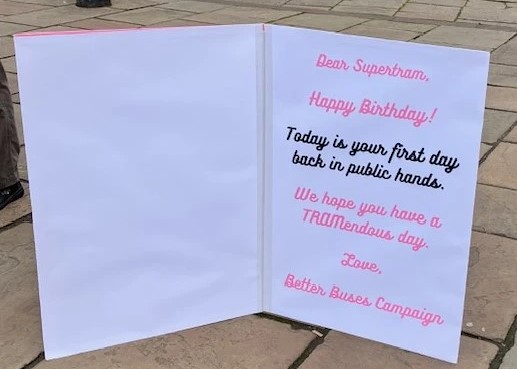 Dear Supertram,
Happy Birthday!
Today is your first day
back in public hands.
We hope you have a
TRAMendous day.
Love,
Better Buses Campaign